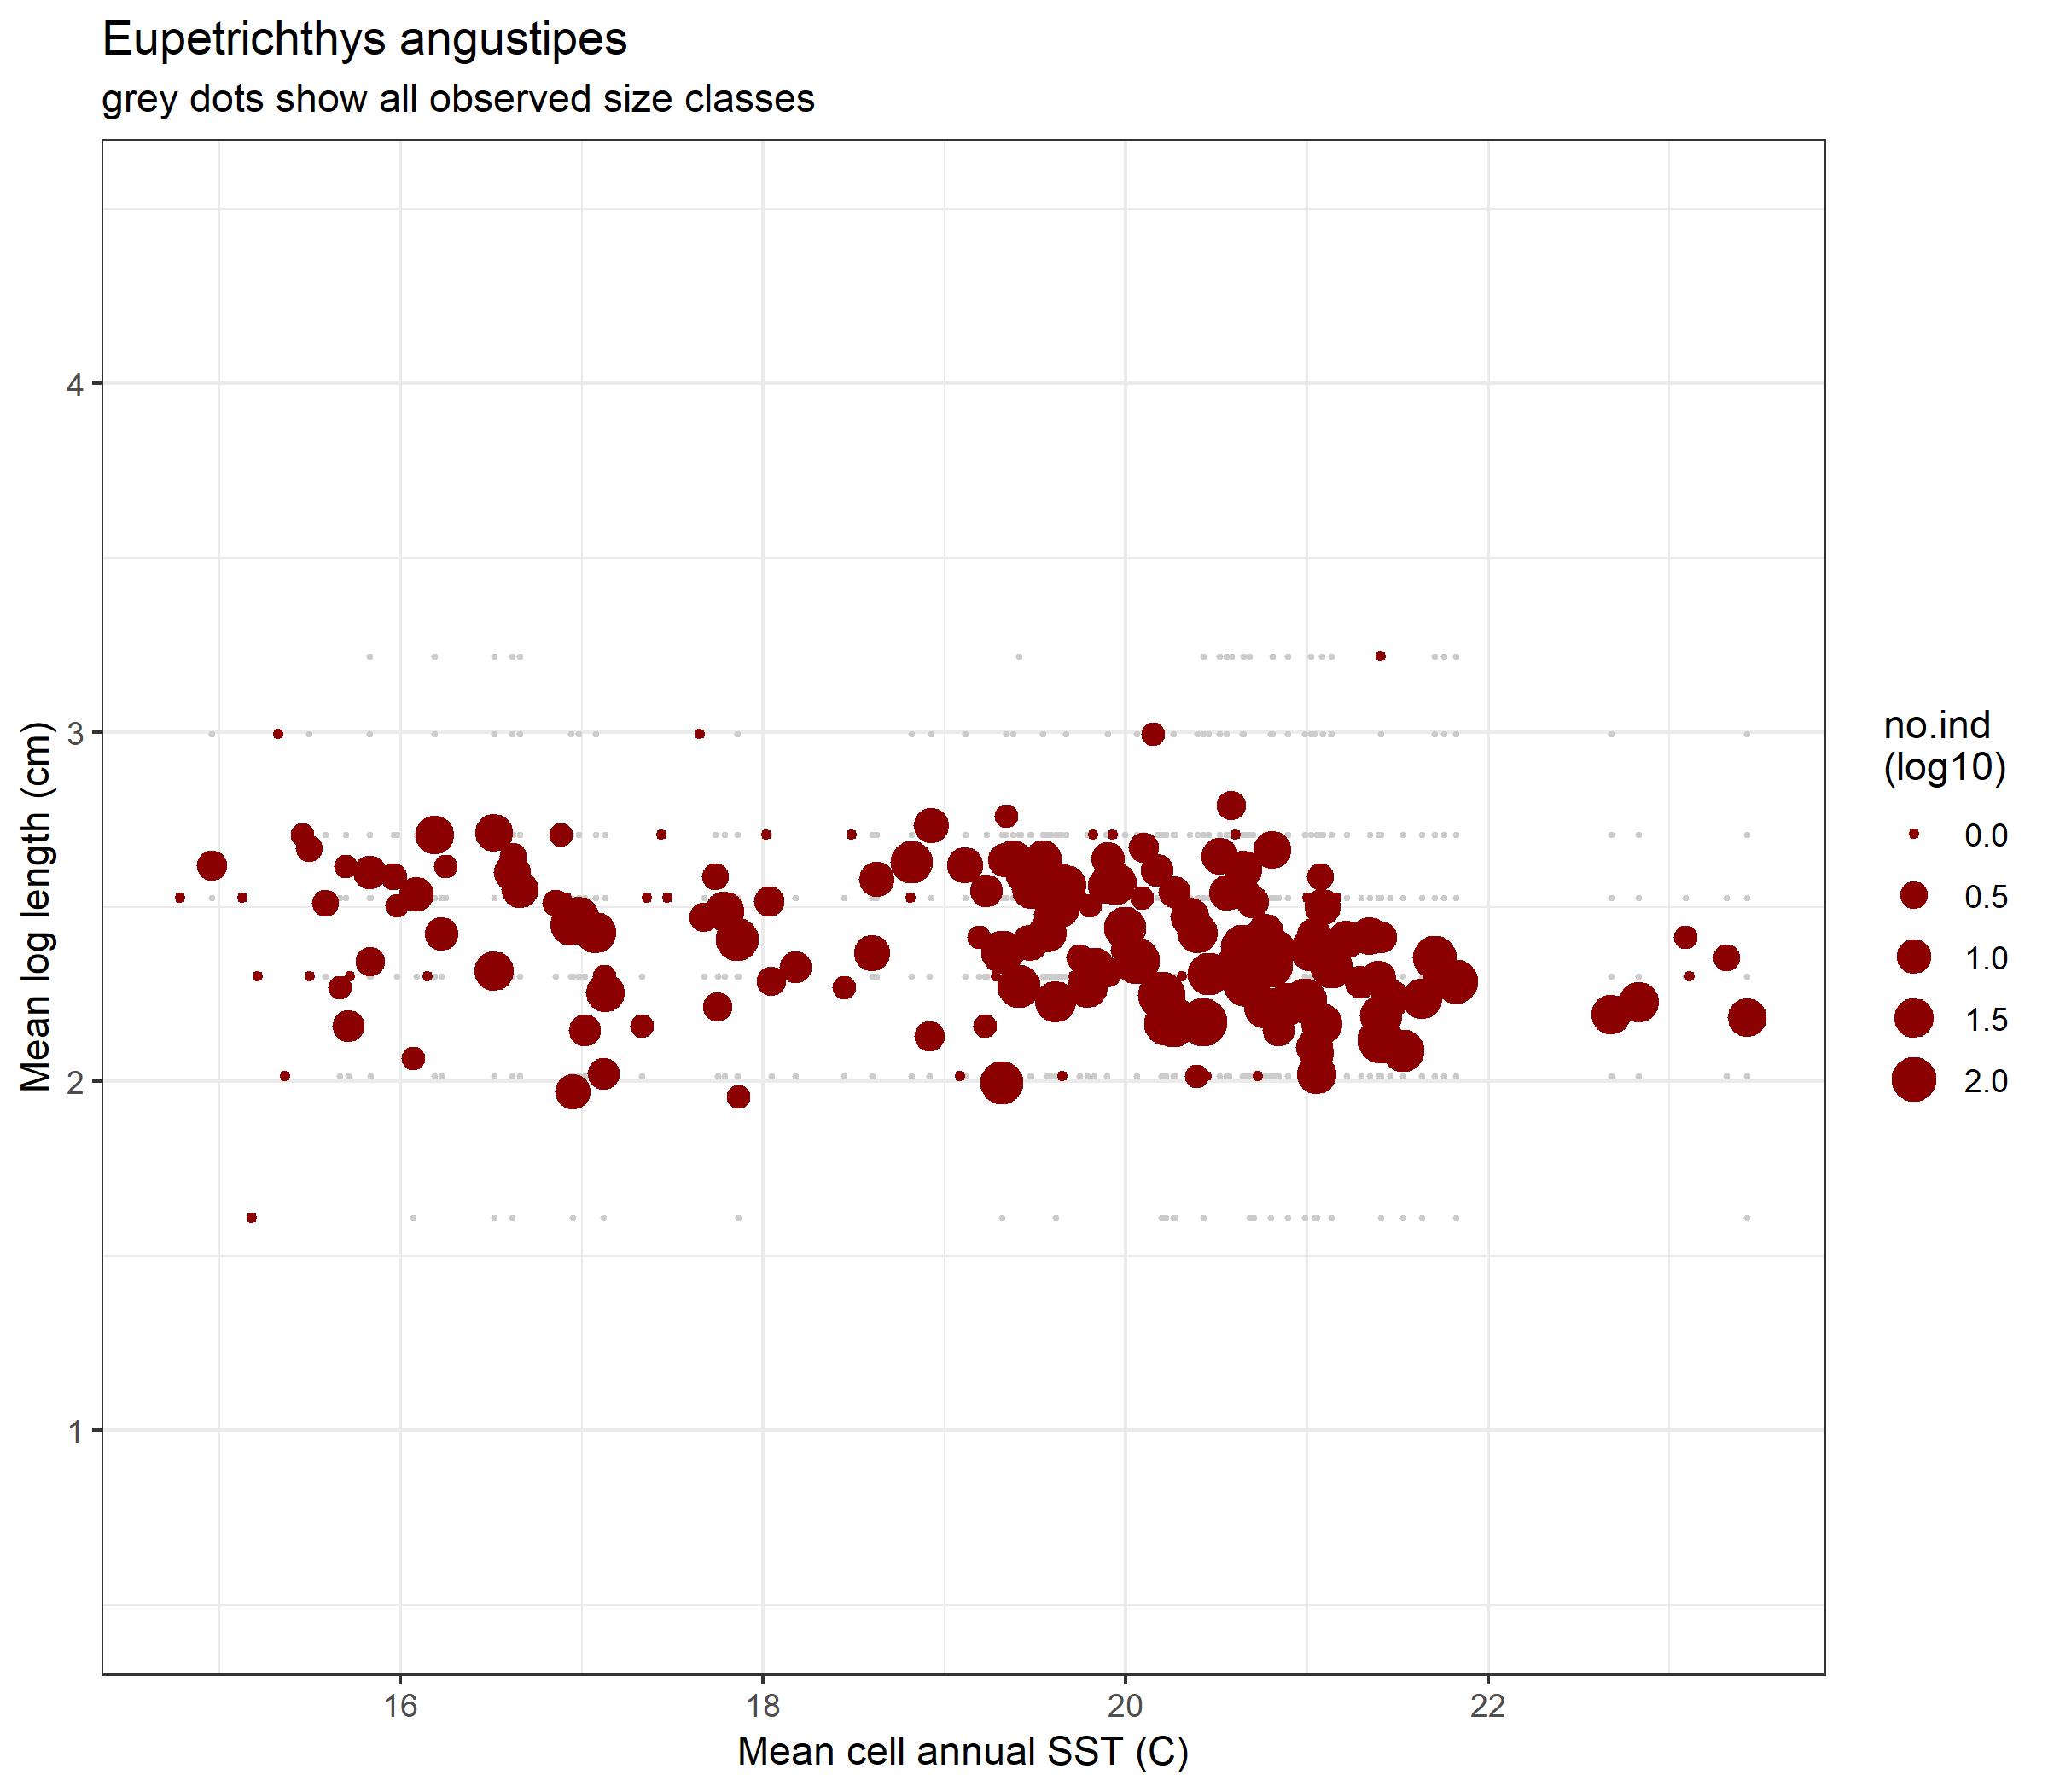 Eupetrichthys angustipes
grey dots show all observed size classes
4
3
2
1
Mean log length (cm)
16 18 20 22
Mean cell annual SST (C)
no.ind
(log10)
0.0
0.5
1.0
1.5
2.0